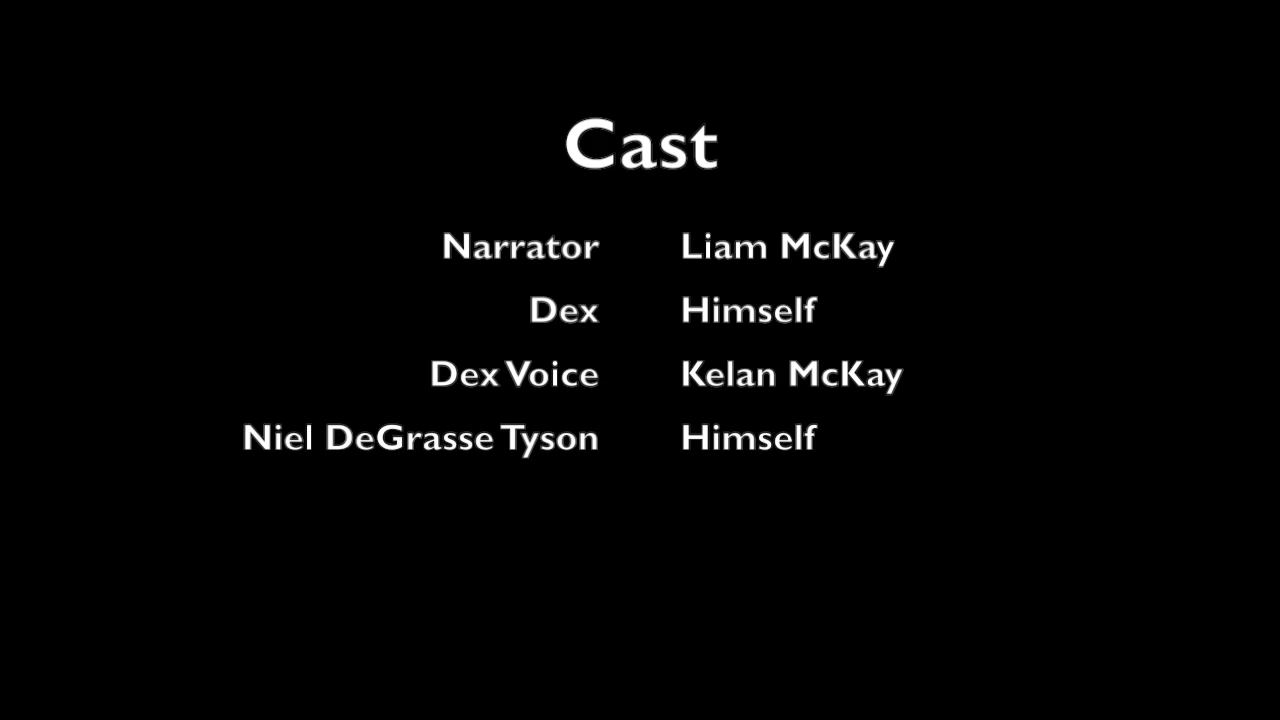 Cast
Narrator Liam McKay
Dex Himself
Dex Voice Kelan McKay
Niel DeGrasse Tyson Himself